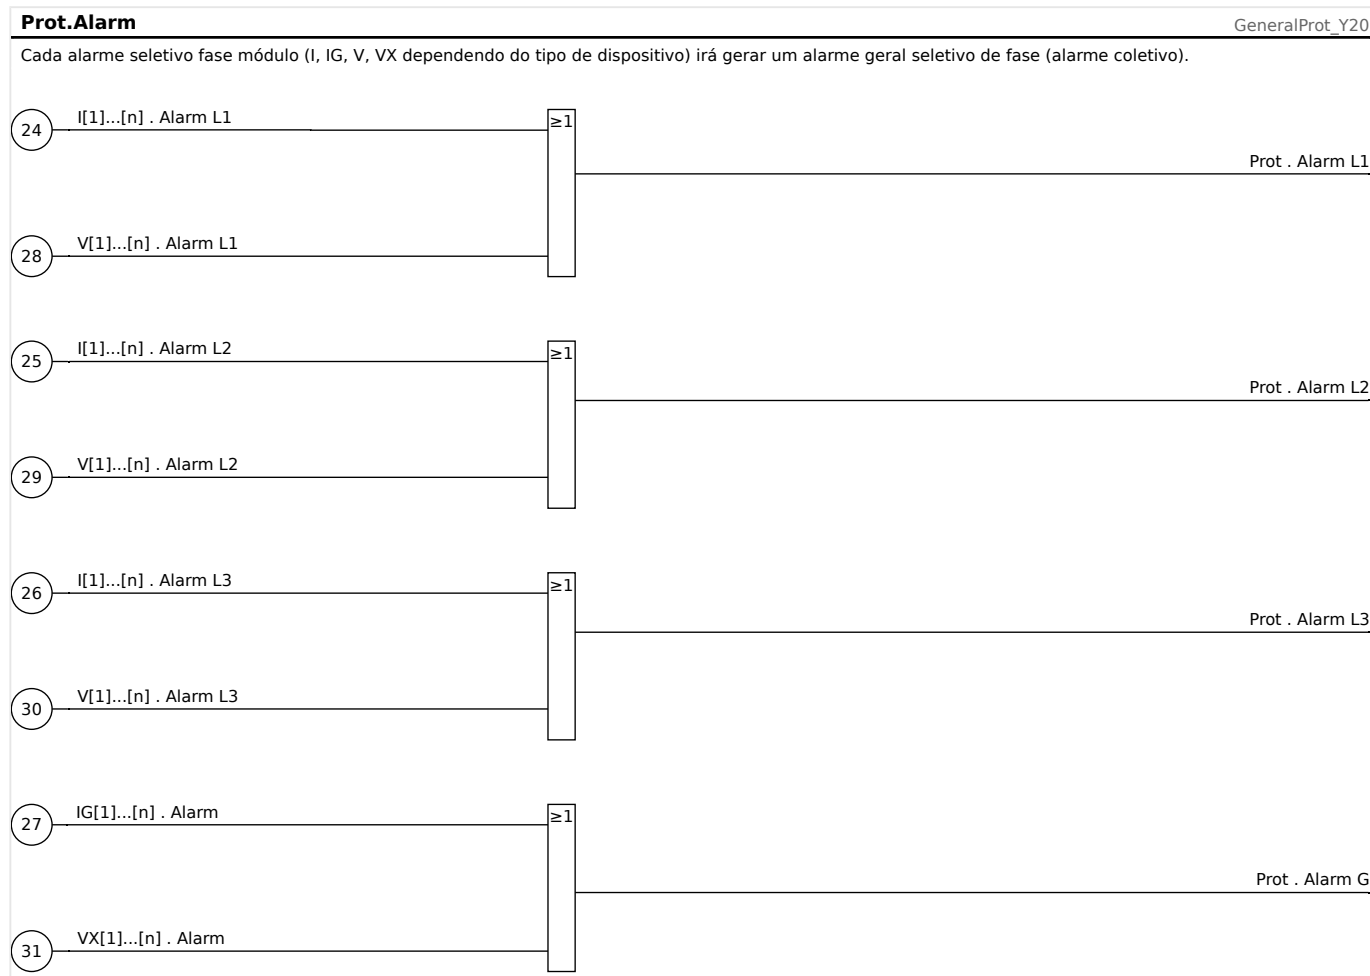 Prot.Alarm
GeneralProt_Y20
Cada alarme seletivo fase módulo (I, IG, V, VX dependendo do tipo de dispositivo) irá gerar um alarme geral seletivo de fase (alarme coletivo).
24 I[1]...[n] . Alarm L1
≥1
Prot . Alarm L1
28 V[1]...[n] . Alarm L1
25 I[1]...[n] . Alarm L2
≥1
Prot . Alarm L2
29 V[1]...[n] . Alarm L2
26 I[1]...[n] . Alarm L3
≥1
Prot . Alarm L3
30 V[1]...[n] . Alarm L3
27 IG[1]...[n] . Alarm
≥1
Prot . Alarm G
31 VX[1]...[n] . Alarm